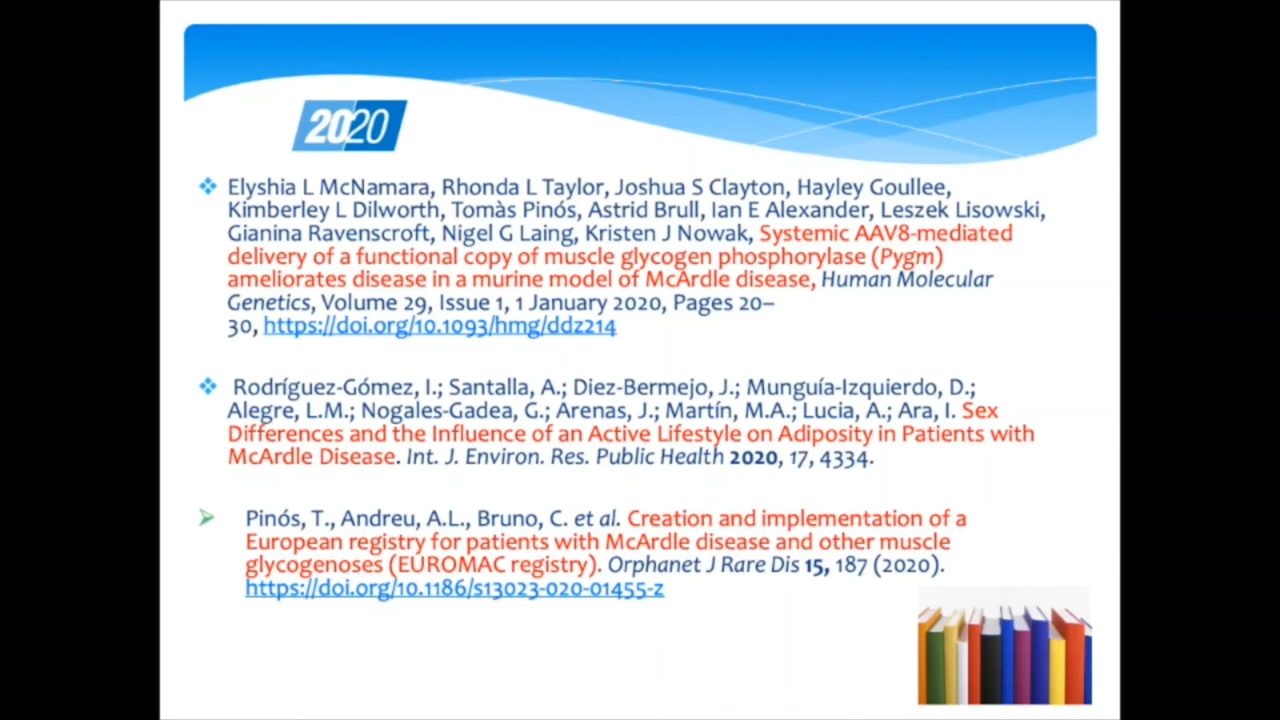 2020
Elyshia L McNamara, Rhonda L Taylor, Joshua S Clayton, Hayley Goullee,
Kimberley L Dilworth, Tomàs Pinós, Astrid Brull, Ian E Alexander, Leszek Lisowski,
Gianina Ravenscroft, Nigel G Laing, Kristen J Nowak, Systemic AAV8-mediated
delivery of a functional copy of muscle glycogen phosphorylase (Pygm)
ameliorates disease in a murine model of McArdle disease, Human Molecular
Genetics, Volume 29, Issue 1, 1 January 2020, Pages 20–
30, https://doi.org/10.1093/hmg/ddz214
Rodríguez-Gómez, I.; Santalla, A.; Diez-Bermejo, J.; Munguía-Izquierdo, D.;
Alegre, L.M.; Nogales-Gadea, G.; Arenas, J.; Martín, M.A.; Lucia, A.; Ara, I. Sex
Differences and the Influence of an Active Lifestyle on Adiposity in Patients with
McArdle Disease. Int. J. Environ. Res. Public Health 2020, 17, 4334.
Pinós, T., Andreu, A.L., Bruno, C. et al. Creation and implementation of a
European registry for patients with McArdle disease and other muscle
glycogenoses (EUROMAC registry). Orphanet J Rare Dis 15, 187 (2020).
https://doi.org/10.1186/s13023-020-01455-z